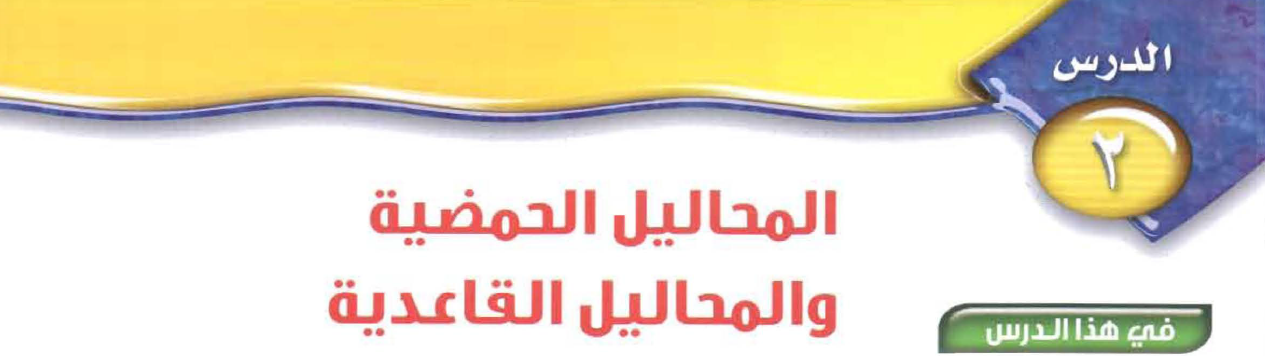 الدرس
٢
المحاليل الحمضية
والمحاليل القاعدية
في هذا الدرس